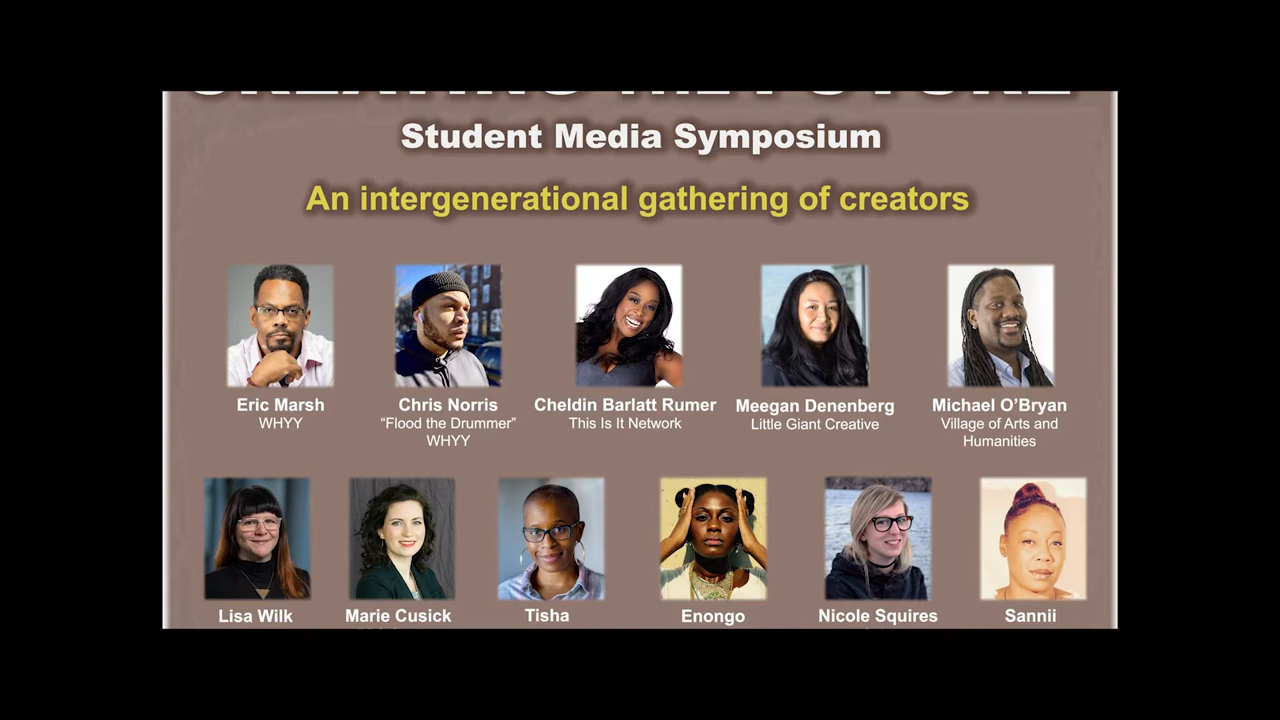 Student Media Symposium
An intergenerational gathering of creators
Eric Marsh
WHYY
Chris Norris
“Flood the Drummer”
WHYY
Cheldin Barlatt Rumer
This Is It Network
Meegan Denenberg
Little Giant Creative
Michael O’Bryan
Village of Arts and
Humanities
Lisa Wilk
Marie Cusick
Tisha
Enongo
Nicole Squires
Sannii